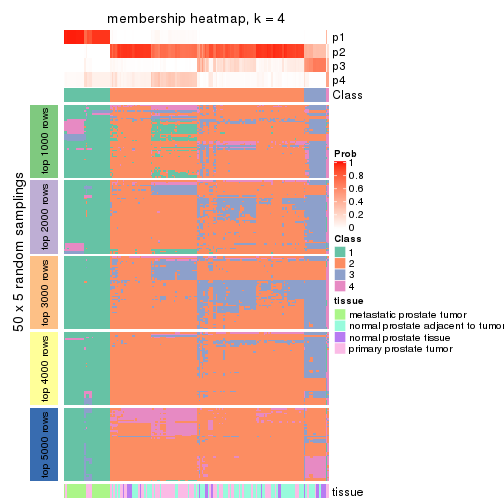 membership heatmap, k = 4
p1
p2
p3
p4
Class
50 x 5 random samplings
top 1000 rows
top 2000 rows
top 3000 rows
top 4000 rows
top 5000 rows
Prob
1
0.8
0.6
0.4
0.2
0
Class
1
2
3
4
tissue
metastatic prostate tumor
normal prostate adjacent to tumor
normal prostate tissue
primary prostate tumor
tissue